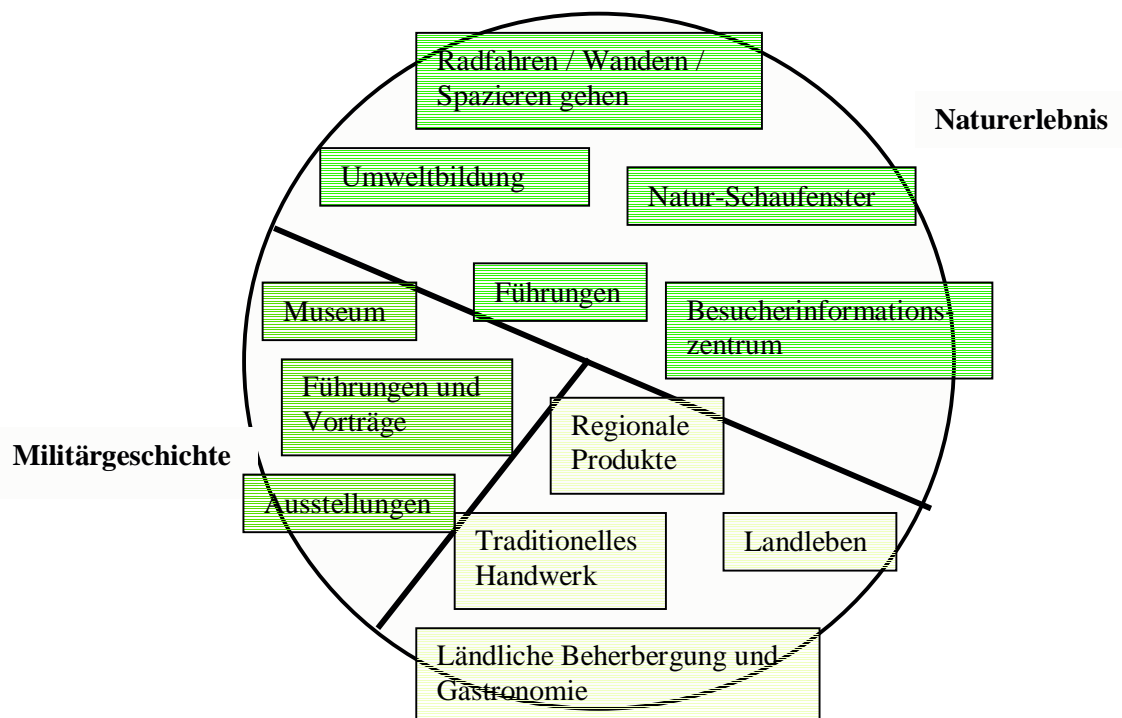 Radfahren / Wandern /
Spazieren gehen
Naturerlebnis
Umweltbildung
Natur-Schaufenster
Führungen
Museum
Besucherinformations-
zentrum
Führungen und
Vorträge
Regionale
Produkte
Militärgeschichte
Ausstellungen
Traditionelles
Handwerk
Landleben
Ländliche Beherbergung und
Gastronomie